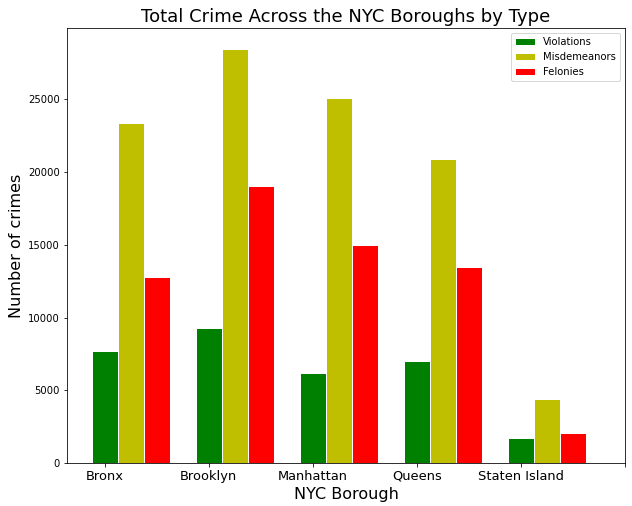 Total Crime Across the NYC Boroughs by Type
Violations
Misdemeanors
Felonies
Number of crimes
25000
20000
15000
10000
5000
0
Bronx
Brooklyn
Manhattan
Queens
Staten Island
NYC Borough